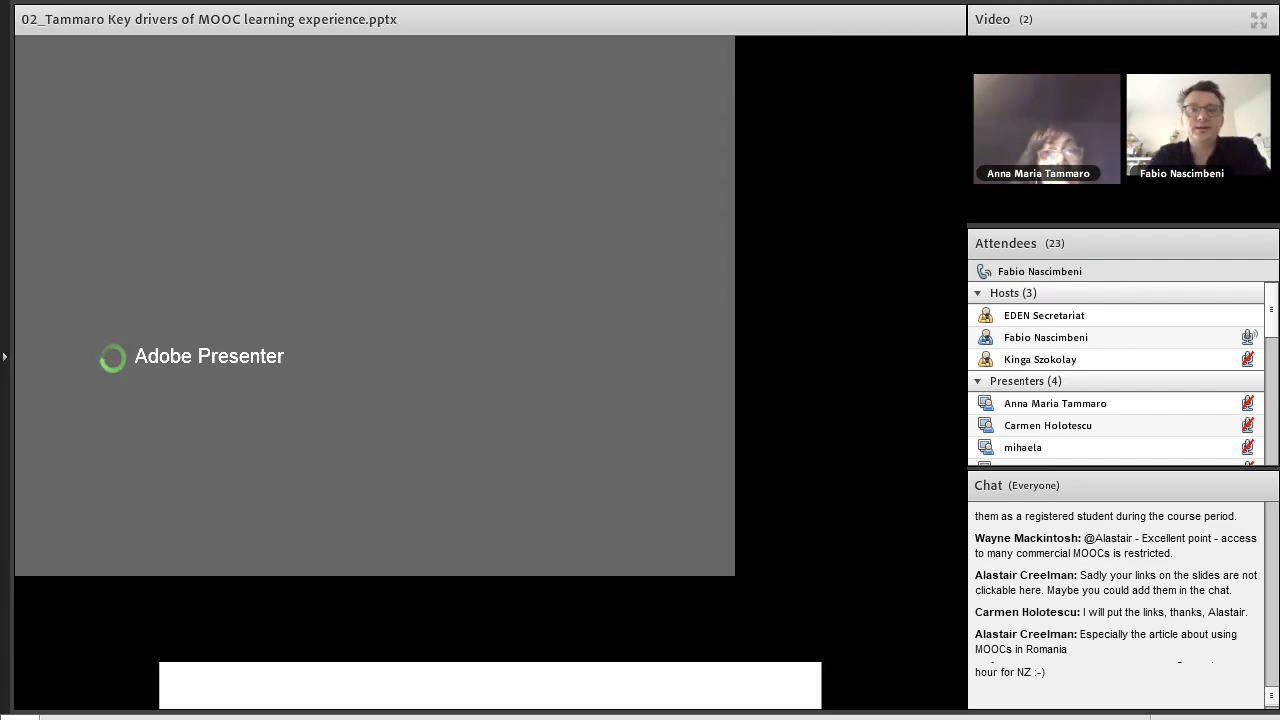 02_Tammaro Key drivers of MOOC learning experience.pptx
Adobe Presenter
Video (2)
Anna Maria Tammaro
Fabio Nascimbeni
Attendees (23)
Fabio Nascimbeni
Hosts (3)
EDEN Secretariat
Fabio Nascimbeni
Kinga Szokolay
Presenters (4)
Anna Maria Tammaro
Carmen Holotescu
mihaela
Chat (Everyone)
them as a registered student during the course period.
Wayne Mackintosh: @Alastair - Excellent point - access
to many commercial MOOCs is restricted.
Alastair Creelman: Sadly your links on the slides are not
clickable here. Maybe you could add them in the chat.
Carmen Holotescu: I will put the links, thanks, Alastair.
Alastair Creelman: Especially the article about using
MOOCs in Romania
hour for NZ :-)